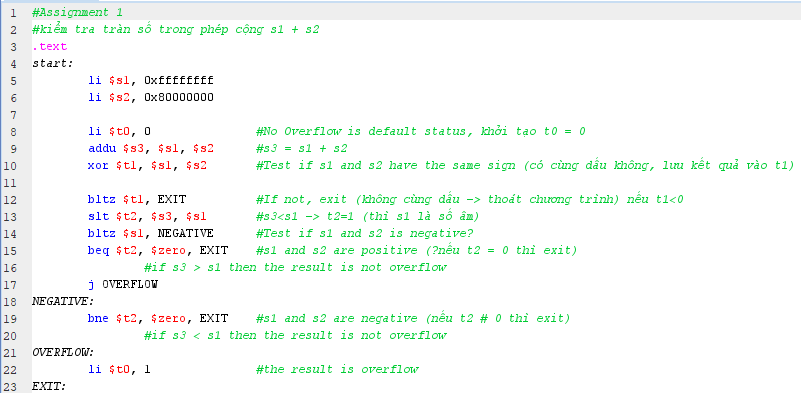 1 #Assignment 1
2 #kiểm tra tràn số trong phép cộng s1 + s2
3 .text
4 start:
5 li $s1, 0xffffffff
6 li $s2, 0x80000000
7
8 li $t0, 0 #No Overflow is default status, khởi tạo t0 = 0
9 addu $s3, $s1, $s2 #s3 = s1 + s2
10 xor $t1, $s1, $s2 #Test if s1 and s2 have the same sign (có cùng dấu không, lưu kết quả vào t1)
11
12 bltz $t1, EXIT #If not, exit (không cùng dấu -> thoát chương trình) nếu t1<0
13 slt $t2, $s3, $s1 #s3<s1 -> t2=1 (thì s1 là số âm)
14 bltz $s1, NEGATIVE #Test if s1 and s2 is negative?
15 beq $t2, $zero, EXIT #s1 and s2 are positive (?nếu t2 = 0 thì exit)
16 #if s3 > s1 then the result is not overflow
17 j OVERFLOW
18 NEGATIVE:
19 bne $t2, $zero, EXIT #s1 and s2 are negative (nếu t2 # 0 thì exit)
20 #if s3 < s1 then the result is not overflow
21 OVERFLOW:
22 li $t0, 1 #the result is overflow
23 EXIT: